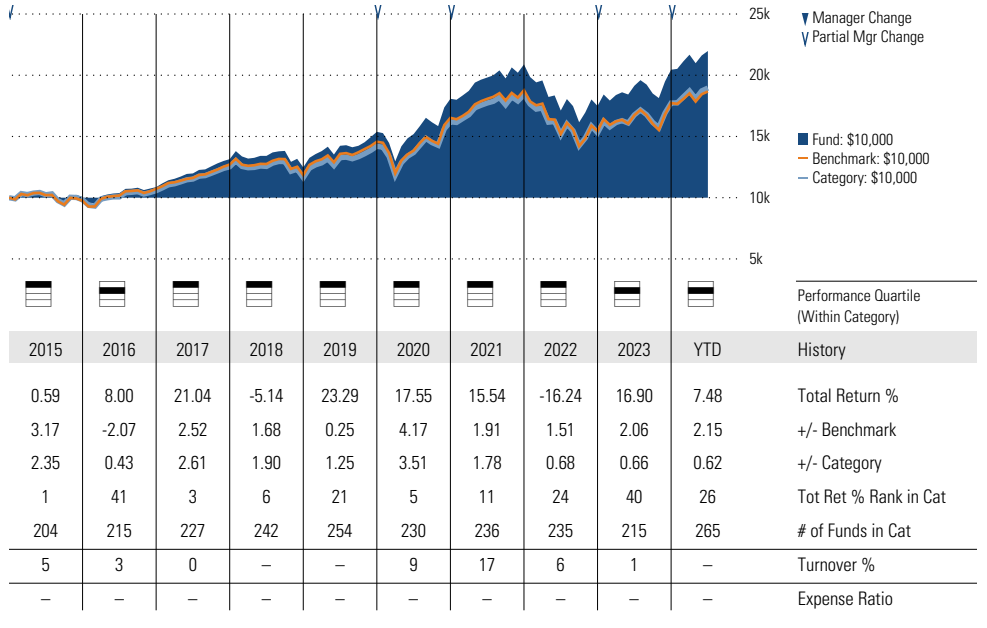 25k
20k
15k
10k
5k
Manager Change
Partial Mgr Change
Fund: $10,000
Benchmark: $10,000
Category: $10,000
Performance Quartile
(Within Category)
2015 2016 2017 2018 2019 2020 2021 2022 2023 YTD History
0.59 8.00 21.04 -5.14 23.29 17.55 15.54 -16.24 16.90 7.48 Total Return %
3.17 -2.07 2.52 1.68 0.25 4.17 1.91 1.51 2.06 2.15 +/- Benchmark
2.35 0.43 2.61 1.90 1.25 3.51 1.78 0.68 0.66 0.62 +/- Category
1 41 3 6 21 5 11 24 40 26 Tot Ret % Rank in Cat
204 215 227 242 254 230 236 235 215 265 # of Funds in Cat
5 3 0 – – 9 17 6 1 – Turnover %
– – – – – – – – – – Expense Ratio